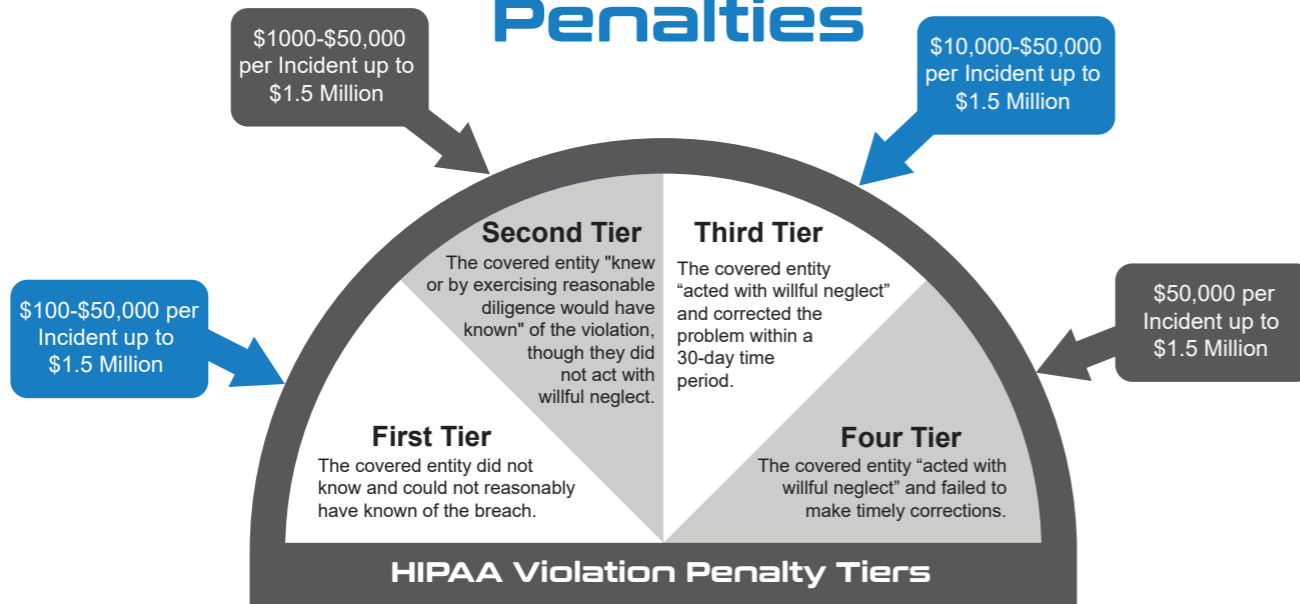 Penalties
$1000-$50,000
per Incident up to
$1.5 Million
$10,000-$50,000
per Incident up to
$1.5 Million
$100-$50,000 per
Incident up to
$1.5 Million
$50,000 per
Incident up to
$1.5 Million
Second Tier
The covered entity "knew
or by exercising reasonable
diligence would have
known" of the violation,
though they did
not act with
willful neglect.
Third Tier
The covered entity
“acted with willful neglect”
and corrected the
problem within a
30-day time
period.
First Tier
The covered entity did not
know and could not reasonably
have known of the breach.
Four Tier
The covered entity “acted with
willful neglect” and failed to
make timely corrections.
HIPAA Violation Penalty Tiers